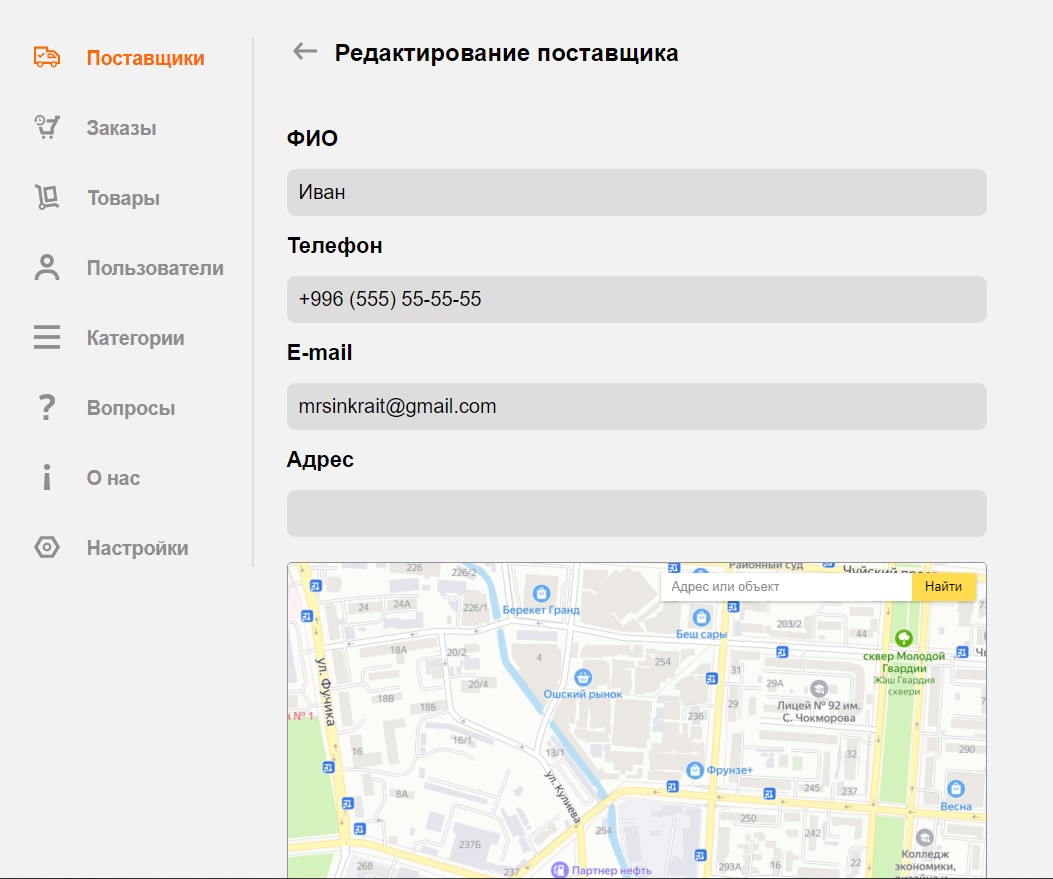 Поставщики
Заказы
Товары
Пользователи
Категории
Вопросы
О нас
Настройки
Редактирование поставщика
ФИО
Иван
Телефон
+996 (555) 55-55-55
E-mail
mrsinkrait@gmail.com
Адрес
Адрес или объект
Найти
226
226/2
Районный суд
24
24А
226/1
Берекет Гранд
Беш сары
203/2
44
18А
20/2
4
254
31
сквер Молодой
Гвардии
Жаш Гвардия
сквери
ул. Фучика
20/4
Ошский рынок
29А
18В
18Б
29
236
Лицей № 92 им.
С. Чокморова
16
16/1
13/1
32
290
Фрунзе+
8А
ул. Кулиева
245
237
Весна
254
250
242
237Б
Колледж
экономики,
268
237
Партнер нефть
293А
16
22